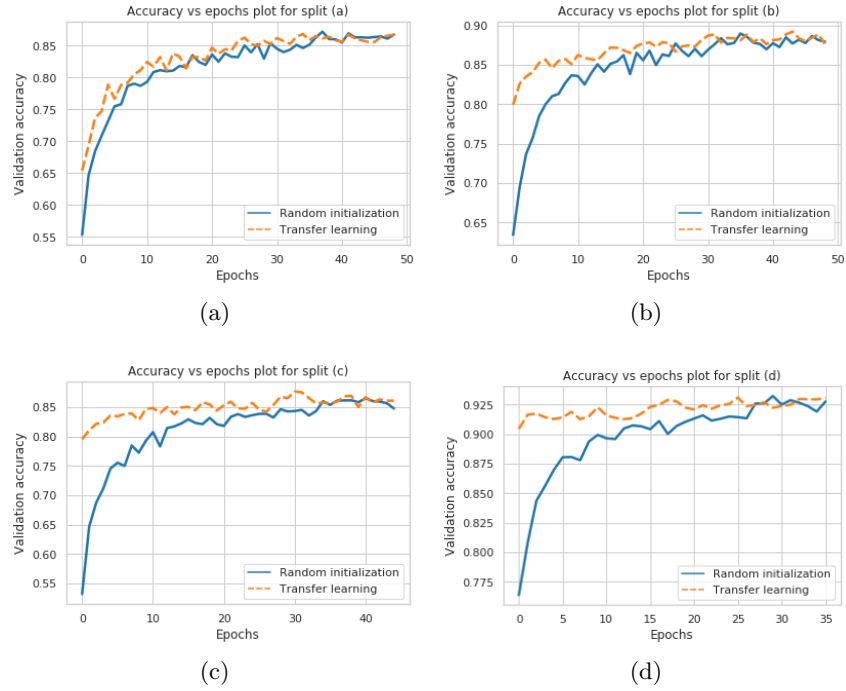 Accuracy vs epochs plot for split (a)
Validation accuracy
0.85
0.80
0.75
0.70
0.65
0.60
0.55
Random initialization
Transfer learning
0 10 20 30 40 50
Epochs
(a)
Accuracy vs epochs plot for split (b)
Validation accuracy
0.90
0.85
0.80
0.75
0.70
0.65
Random initialization
Transfer learning
0 10 20 30 40 50
Epochs
(b)
Accuracy vs epochs plot for split (c)
Validation accuracy
0.85
0.80
0.75
0.70
0.65
0.60
0.55
Random initialization
Transfer learning
0 10 20 30 40
Epochs
(c)
Accuracy vs epochs plot for split (d)
Validation accuracy
0.925
0.900
0.875
0.850
0.825
0.800
0.775
Random initialization
Transfer learning
0 5 10 15 20 25 30 35
Epochs
(d)